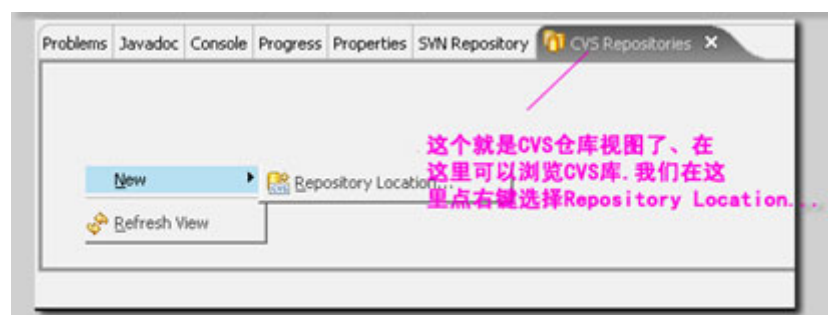 Problems Javadoc Console Progress Properties SVN Repository CVS Repositories
这个就是CVS仓库视图了、在
这里可以浏览CVS库.我们在这
里点右键选择Repository Location...
New
Repository Location...
Refresh View